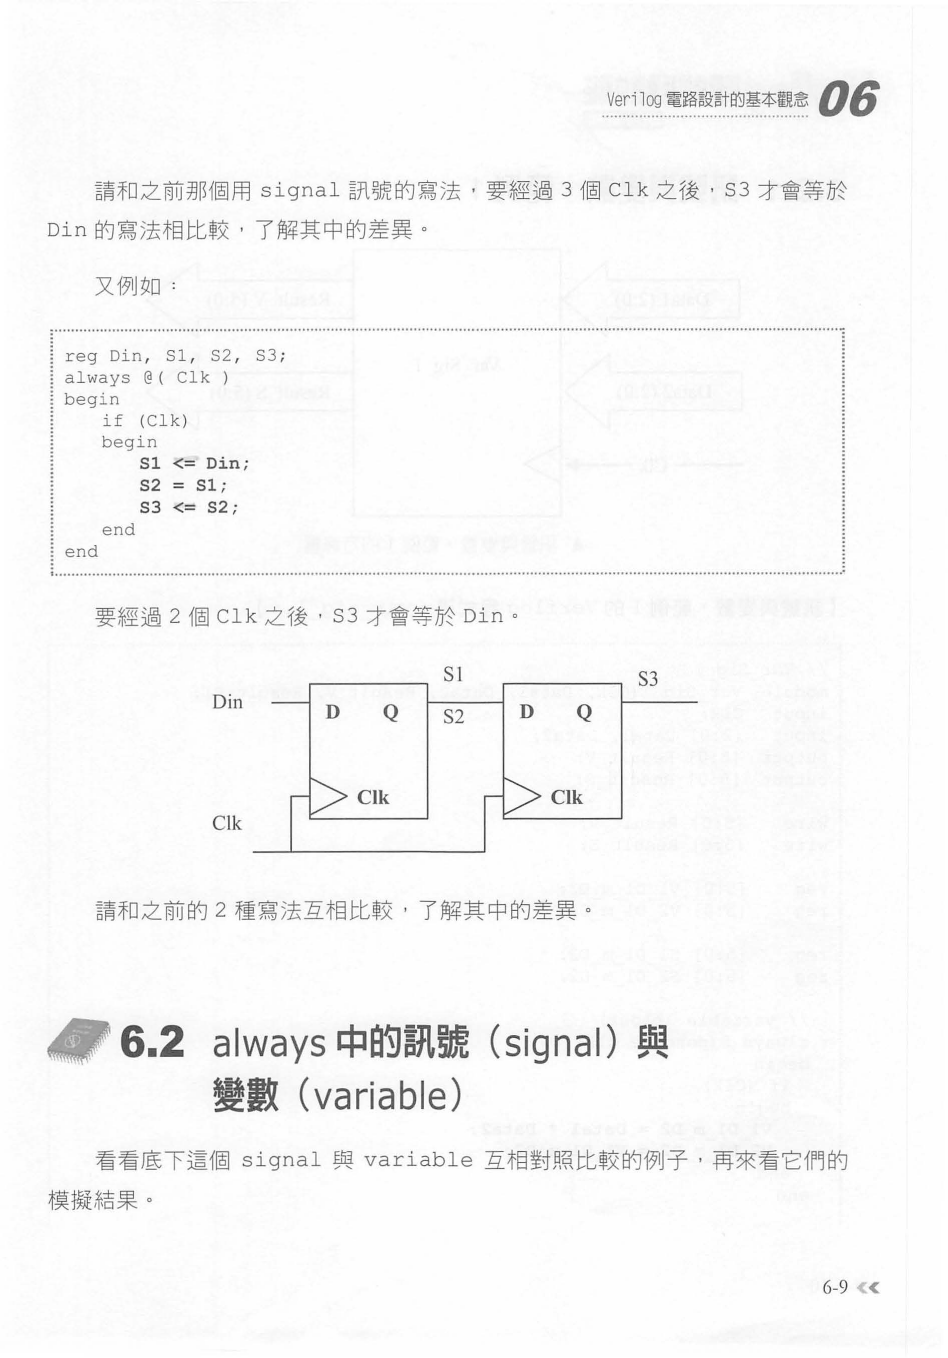 Verilog 電路設計的基本觀念 06
請和之前那個用 signal 訊號的寫法，要經過 3 個 Clk 之後，S3 才會等於
Din 的寫法相比較，了解其中的差異。
又例如：
reg Din, S1, S2, S3;
always @( Clk )
begin
if (Clk)
begin
S1 <= Din;
S2 = S1;
S3 <= S2;
end
end
要經過 2 個 Clk 之後，S3 才會等於 Din。
S1 S3
Din D Q S2 D Q
Clk Clk
Clk
請和之前的 2 種寫法互相比較，了解其中的差異。
6.2 always 中的訊號（signal）與
變數（variable）
看看底下這個 signal 與 variable 互相對照比較的例子，再來看它們的
模擬結果。
6-9